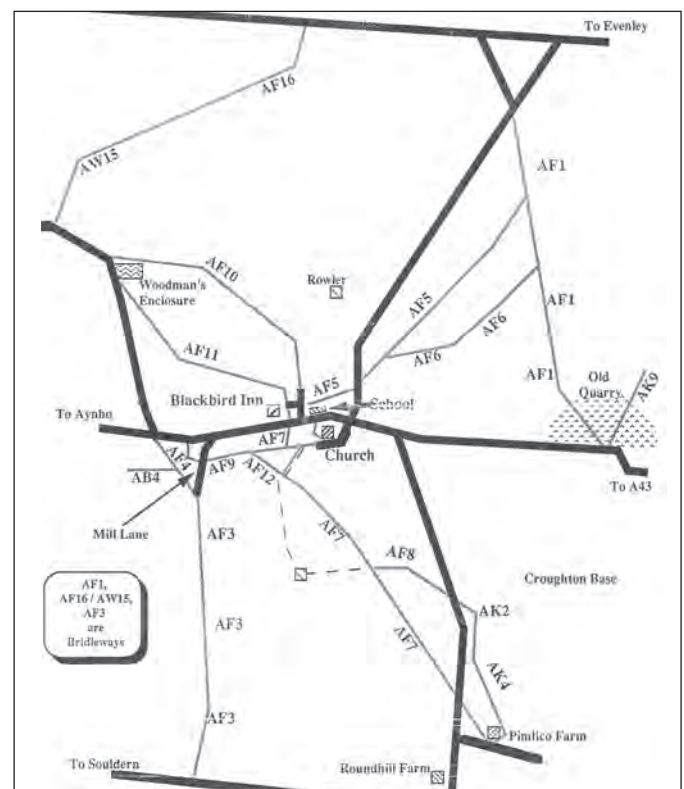 To Evenley
AF16
AW15
AF1
AF10
Woodman's
Enclosure
Rowler
AF5
AF1
AF6
AF6
AF11
AF1
Old
Quarry.
AK9
AF5
Blackbird Inn
School
To Aynho
AF7
Church
AF4
AF9
AF12
AB4
To A43
Mill Lane
AF3
AF7
AF8
Croughton Base
AF1,
AF16 / AW15,
AF3
are
Bridleways
AK2
AF3
AF7
AK4
AF3
Pimlico Farm
To Souldern
Roundhill Farm